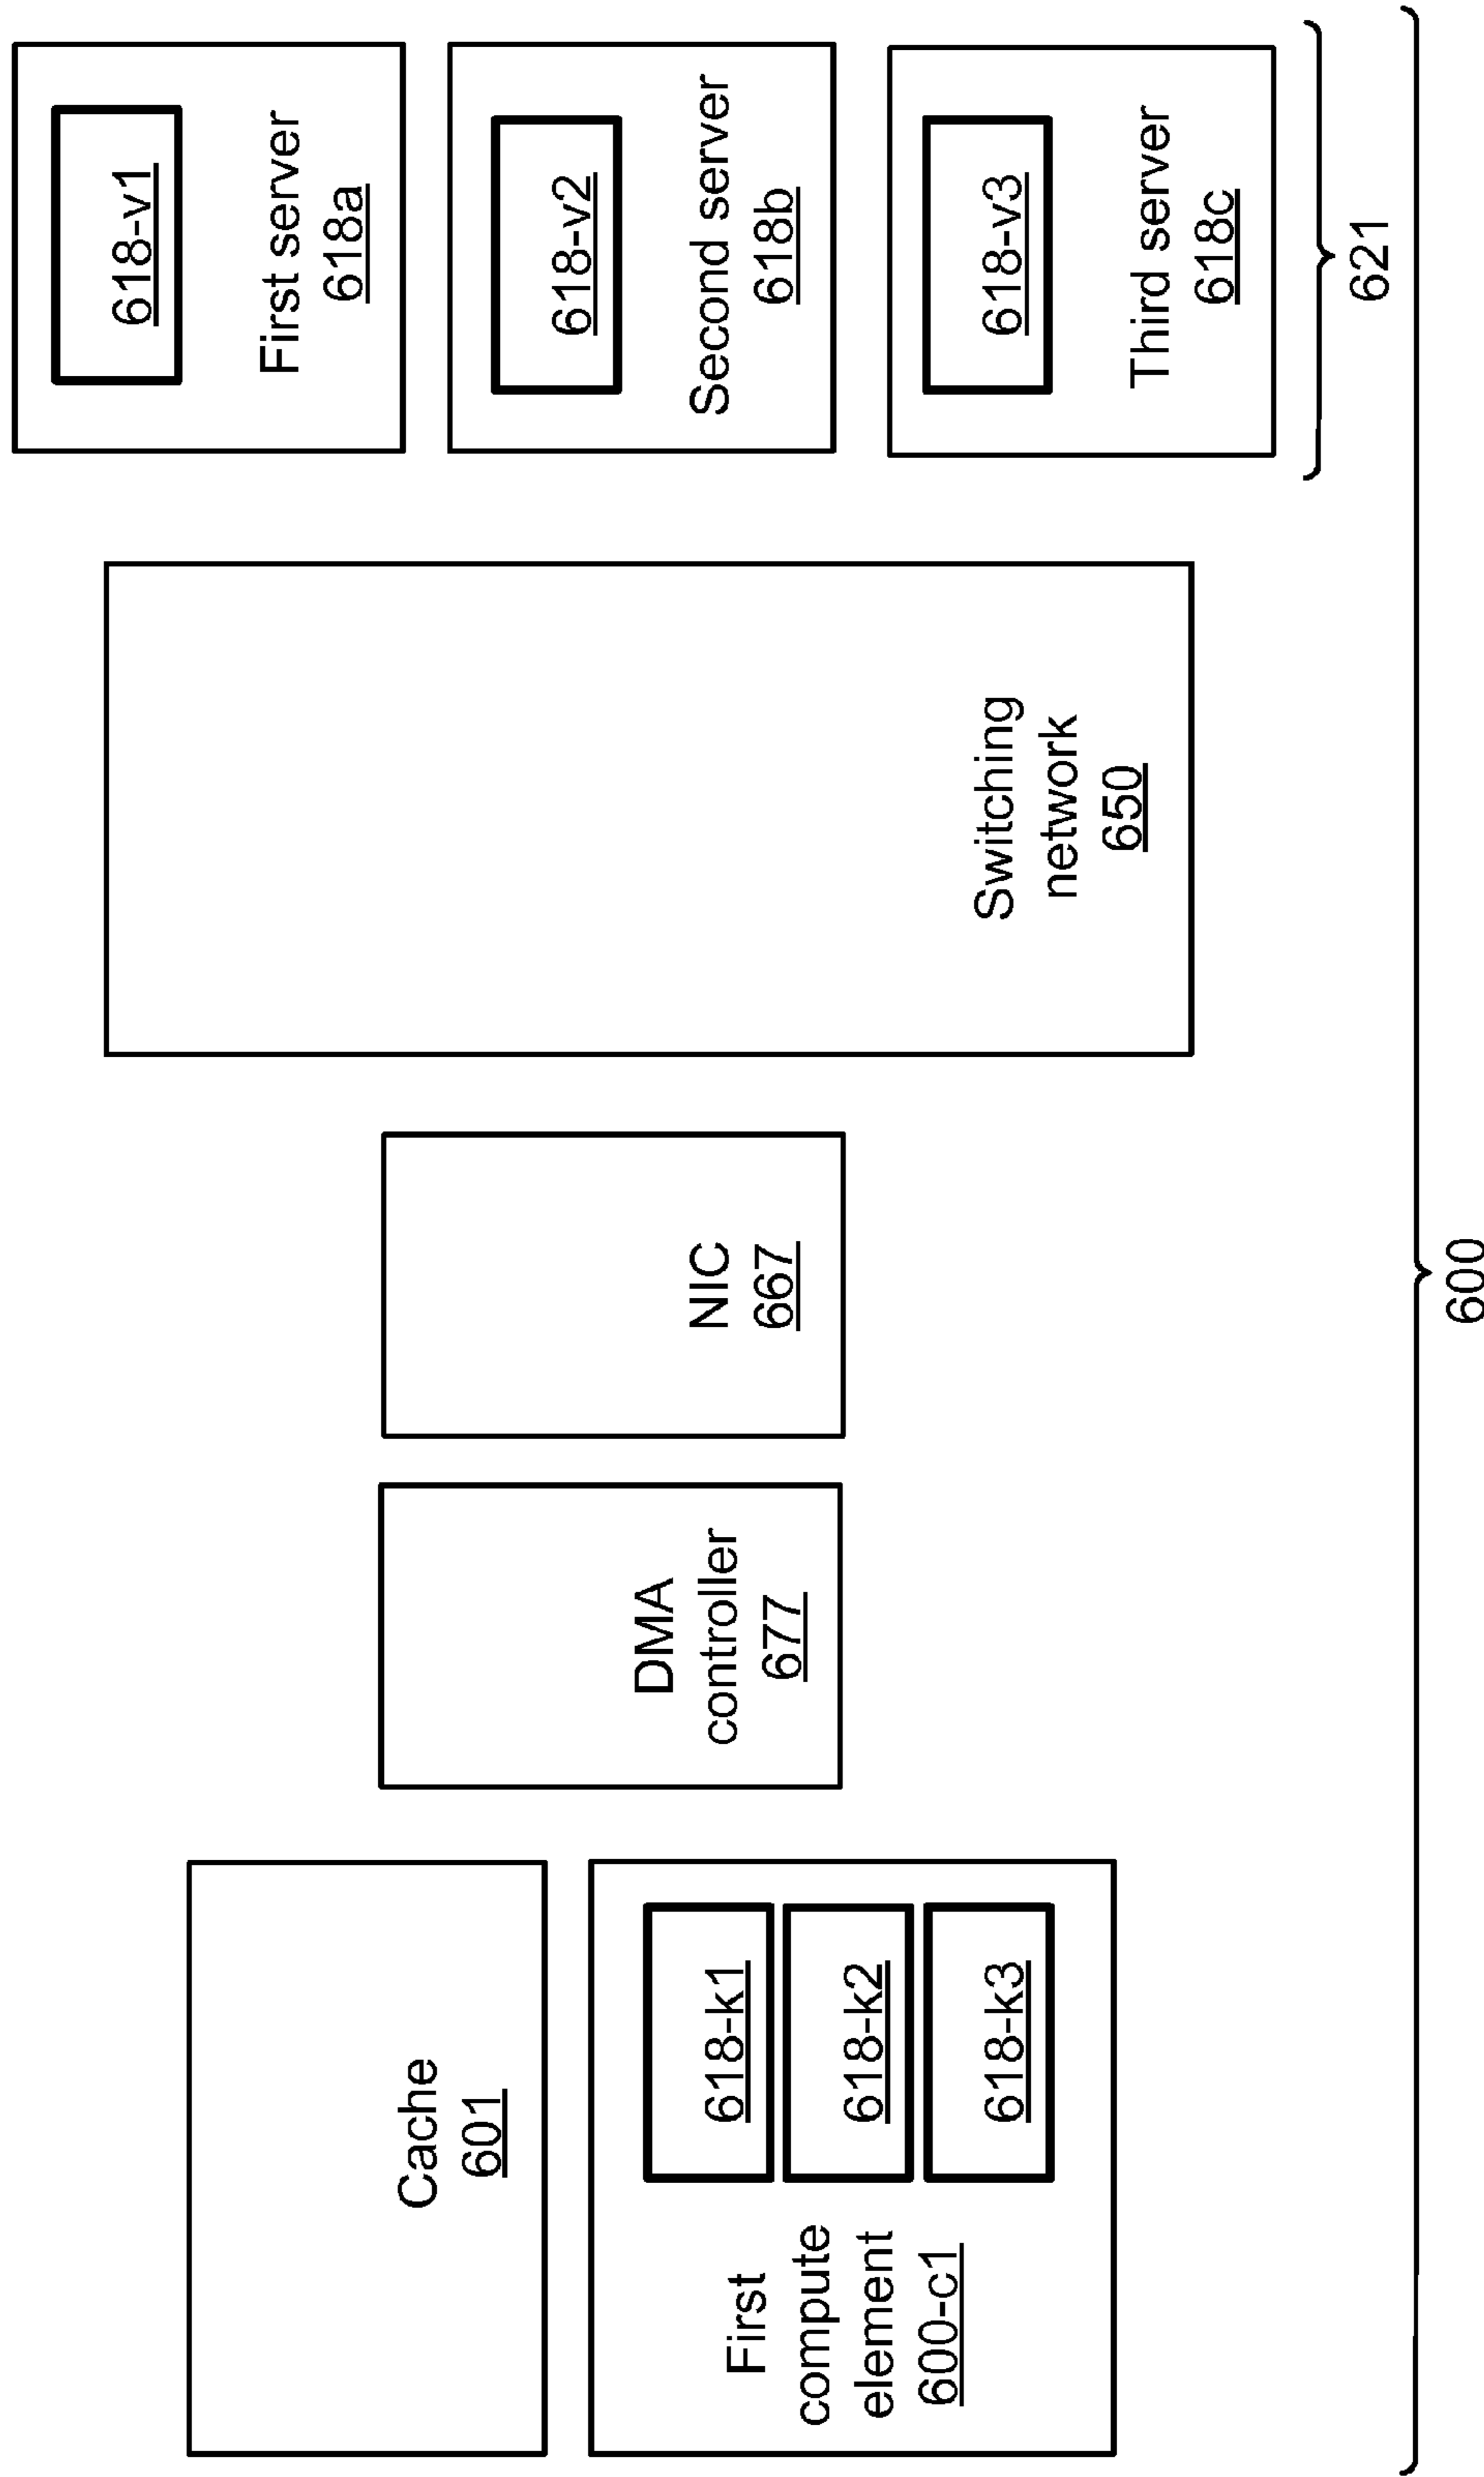 Cache
601
First
compute
element
600-c1
618-k1
618-k2
618-k3
DMA
controller
677
NIC
667
Switching
network
650
618-v1
First server
618a
618-v2
Second server
618b
618-v3
Third server
618c
621
600